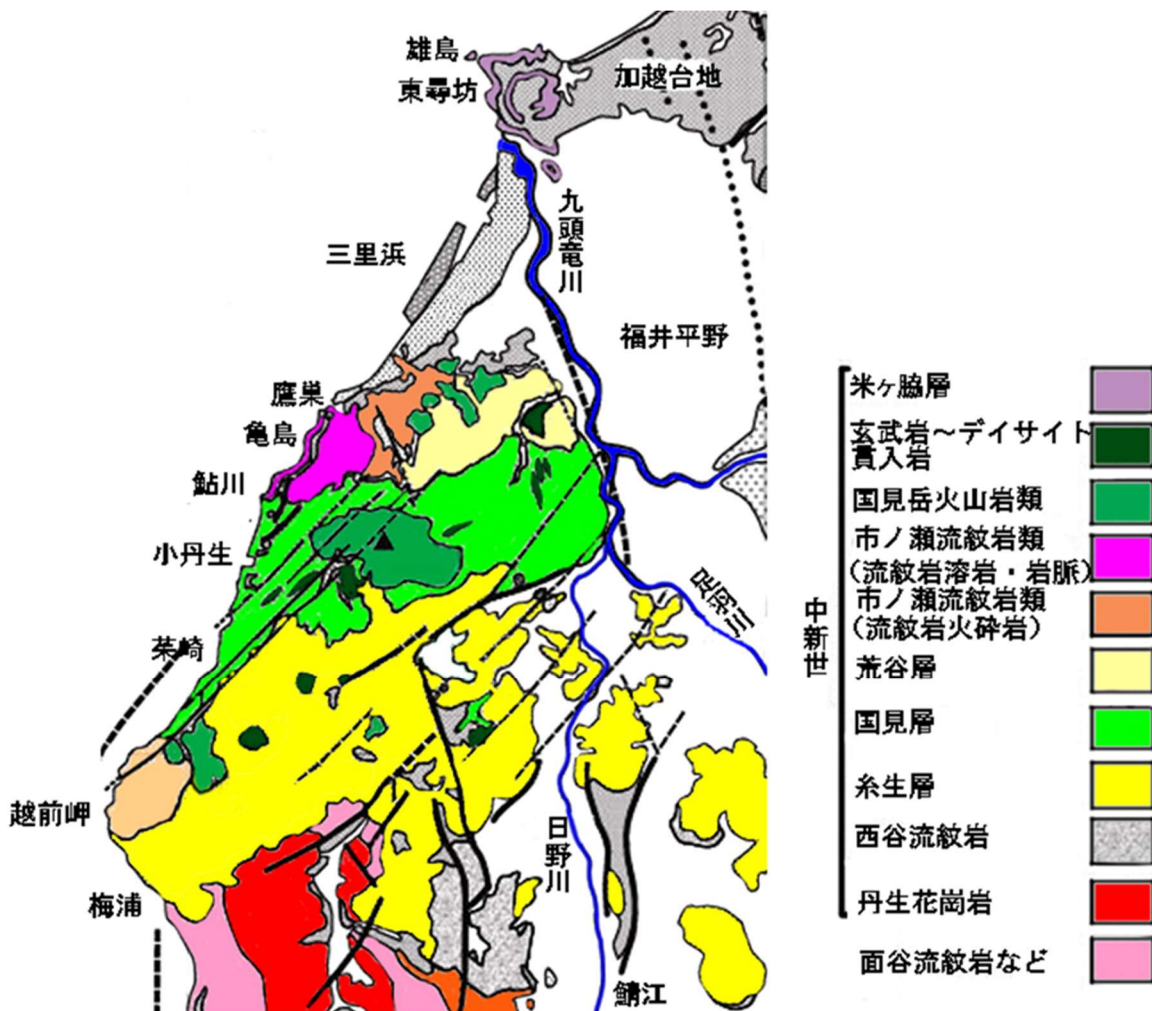 雄島
東尋坊
加越台地
九頭竜川
三里浜
福井平野
鷹巣
亀島
鮎川
小丹生
足羽川
茱崎
越前岬
日野川
梅浦
鯖江
中新世
米ヶ脇層
玄武岩～デイサイト
貫入岩
国見岳火山岩類
市ノ瀬流紋岩類
(流紋岩溶岩・岩脈)
市ノ瀬流紋岩類
(流紋岩火砕岩)
荒谷層
国見層
糸生層
西谷流紋岩
丹生花崗岩
面谷流紋岩など